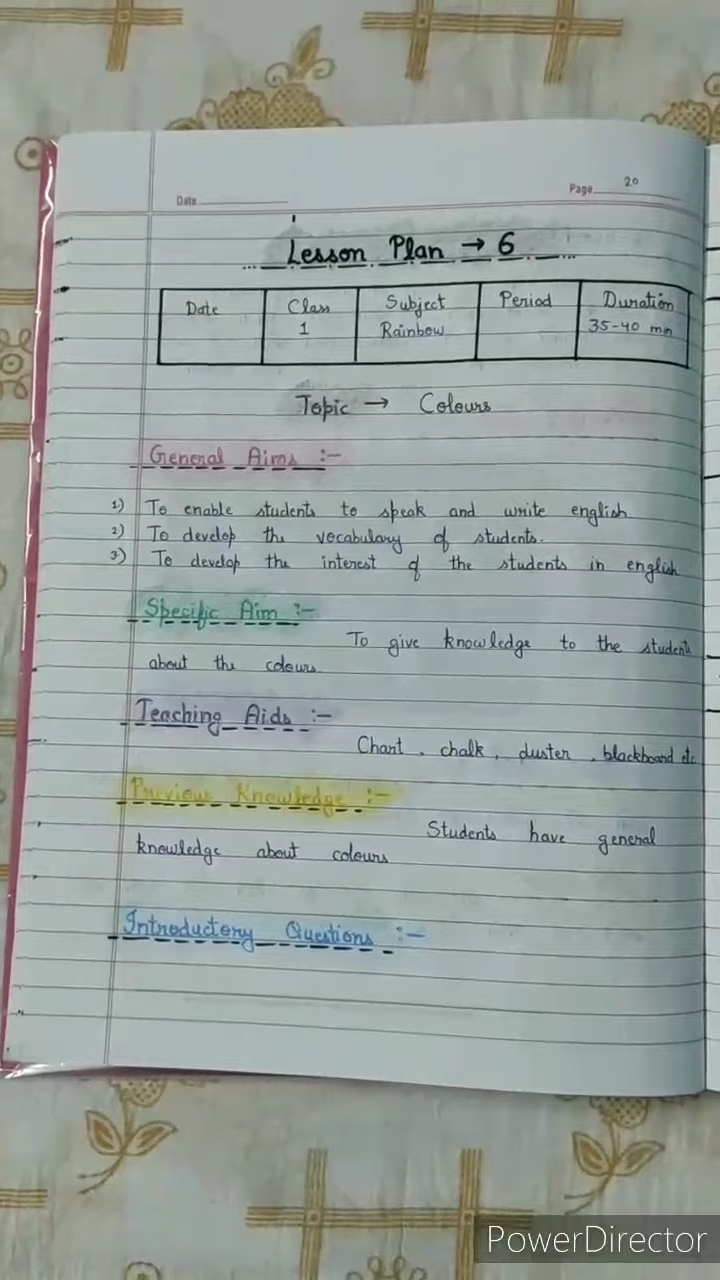 Date
Page 20
Lesson Plan → 6
Date Class Subject Period Duration
1 Rainbow 35-40 min
Topic → Colours
General Aims :-
1) To enable students to speak and write english
2) To develop the vocabulary of students.
3) To develop the interest of the students in english
Specific Aim :-
To give knowledge to the students
about the colours.
Teaching Aids :-
Chart, chalk, duster, blackboard etc
Previous Knowledge :-
Students have general
knowledge about colours
Introductory Questions :-
PowerDirector